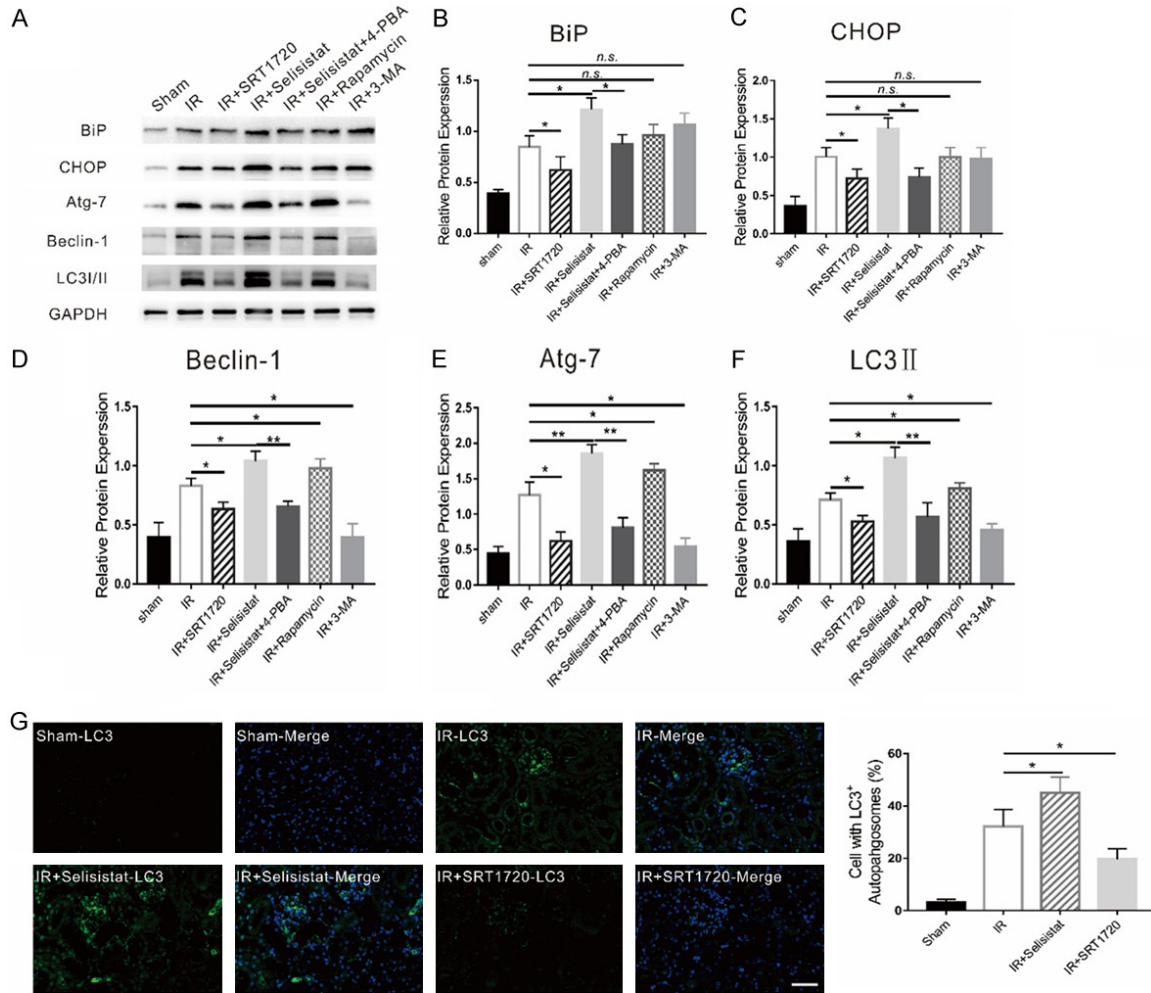 A
Sham
IR
IR+SRT1720
IR+Selisistat
IR+Selisistat+4-PBA
IR+Rapamycin
IR+3-MA
BiP
CHOP
Atg-7
Beclin-1
LC3I/II
GAPDH
B
BiP
Relative Protein Experssion
1.5
1.0
0.5
0.0
n.s.
n.s.
*
*
*
sham
IR
IR+SRT1720
IR+Selisistat
IR+Selisistat+4-PBA
IR+Rapamycin
IR+3-MA
C
CHOP
Relative Protein Experssion
2.0
1.5
1.0
0.5
0.0
n.s.
n.s.
*
*
*
sham
IR
IR+SRT1720
IR+Selisistat
IR+Selisistat+4-PBA
IR+Rapamycin
IR+3-MA
D
Beclin-1
Relative Protein Experssion
1.5
1.0
0.5
0.0
*
*
*
**
*
sham
IR
IR+SRT1720
IR+Selisistat
IR+Selisistat+4-PBA
IR+Rapamycin
IR+3-MA
E
Atg-7
Relative Protein Experssion
2.5
2.0
1.5
1.0
0.5
0.0
*
*
**
**
*
sham
IR
IR+SRT1720
IR+Selisistat
IR+Selisistat+4-PBA
IR+Rapamycin
IR+3-MA
F
LC3Ⅱ
Relative Protein Experssion
1.5
1.0
0.5
0.0
*
*
*
**
*
sham
IR
IR+SRT1720
IR+Selisistat
IR+Selisistat+4-PBA
IR+Rapamycin
IR+3-MA
G
Sham-LC3
Sham-Merge
IR-LC3
IR-Merge
IR+Selisistat-LC3
IR+Selisistat-Merge
IR+SRT1720-LC3
IR+SRT1720-Merge
Cell with LC3+
Autopahgosomes (%)
60
40
20
0
*
*
Sham
IR
IR+Selisistat
IR+SRT1720